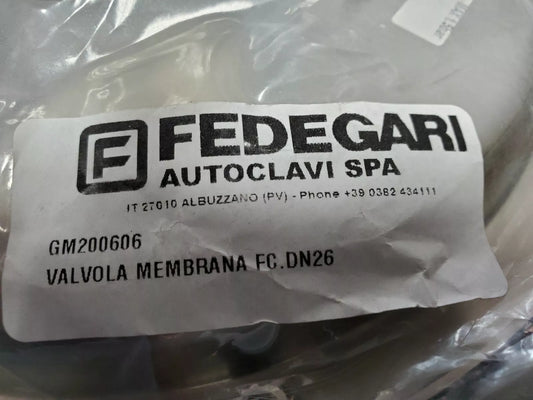 F FEDEGARI
AUTOCLAVI SPA
IT 27010 ALBUZZANO (PV) - Phone +39 0382 434111
GM200606
VALVOLA MEMBRANA FC.DN26